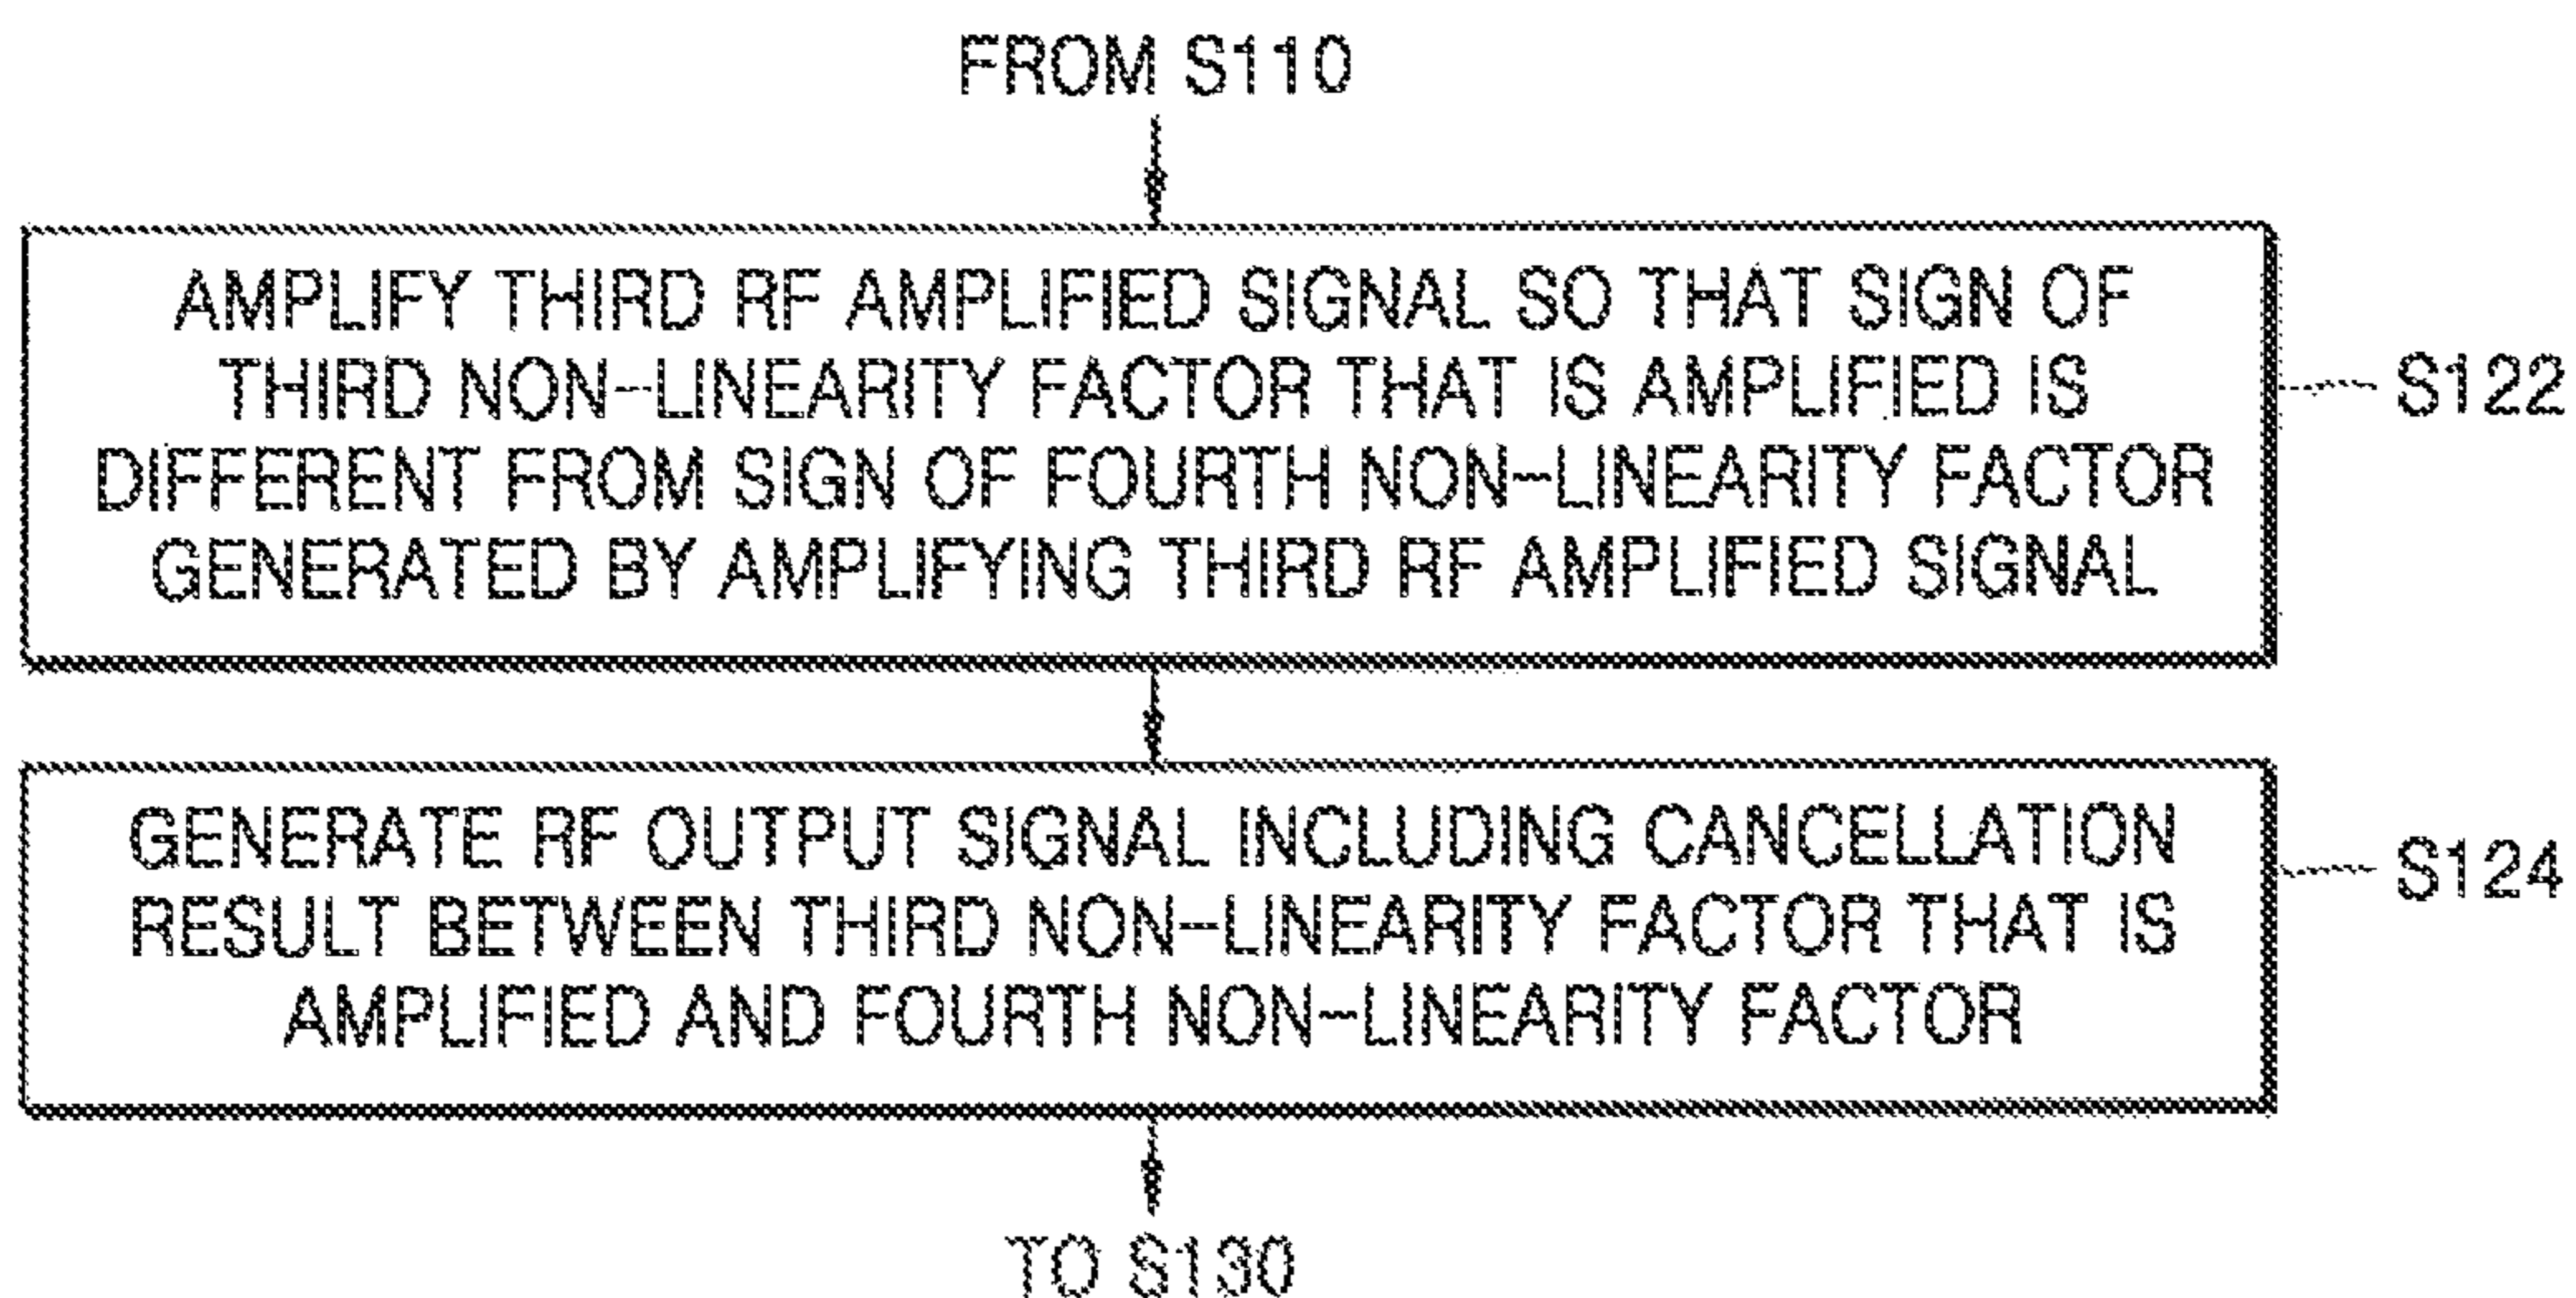 FROM S110
AMPLIFY THIRD RF AMPLIFIED SIGNAL SO THAT SIGN OF
THIRD NON-LINEARITY FACTOR THAT IS AMPLIFIED IS
DIFFERENT FROM SIGN OF FOURTH NON-LINEARITY FACTOR
GENERATED BY AMPLIFYING THIRD RF AMPLIFIED SIGNAL
S122
GENERATE RF OUTPUT SIGNAL INCLUDING CANCELLATION
RESULT BETWEEN THIRD NON-LINEARITY FACTOR THAT IS
AMPLIFIED AND FOURTH NON-LINEARITY FACTOR
S124
TO S130